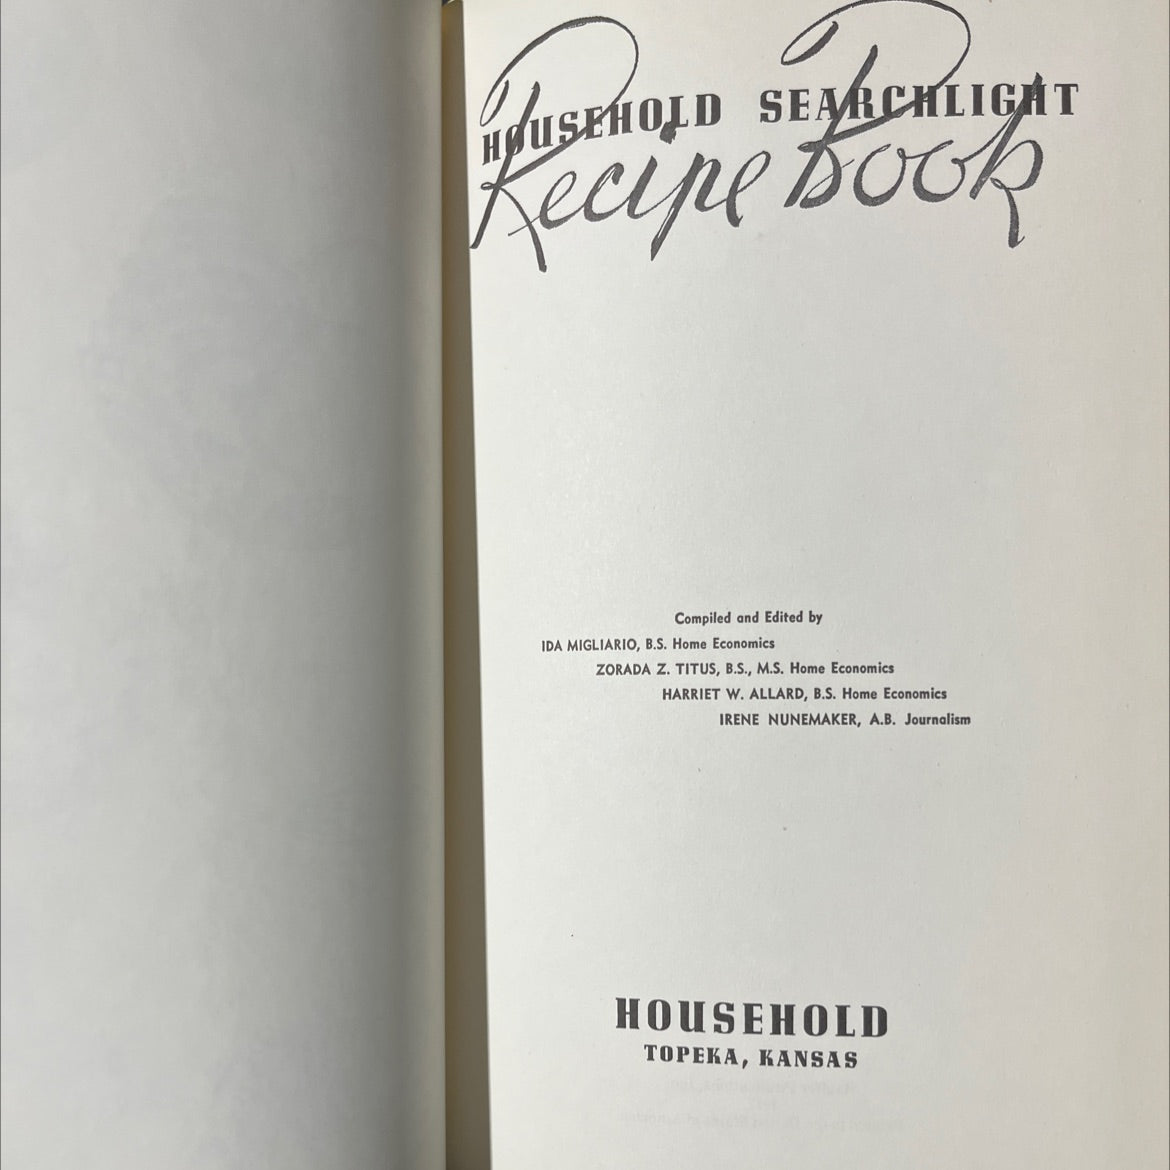 HOUSEHOLD SEARCHLIGHT
Recipe Book
Compiled and Edited by
IDA MIGLIARIO, B.S. Home Economics
ZORADA Z. TITUS, B.S., M.S. Home Economics
HARRIET W. ALLARD, B.S. Home Economics
IRENE NUNEMAKER, A.B. Journalism
HOUSEHOLD
TOPEKA, KANSAS